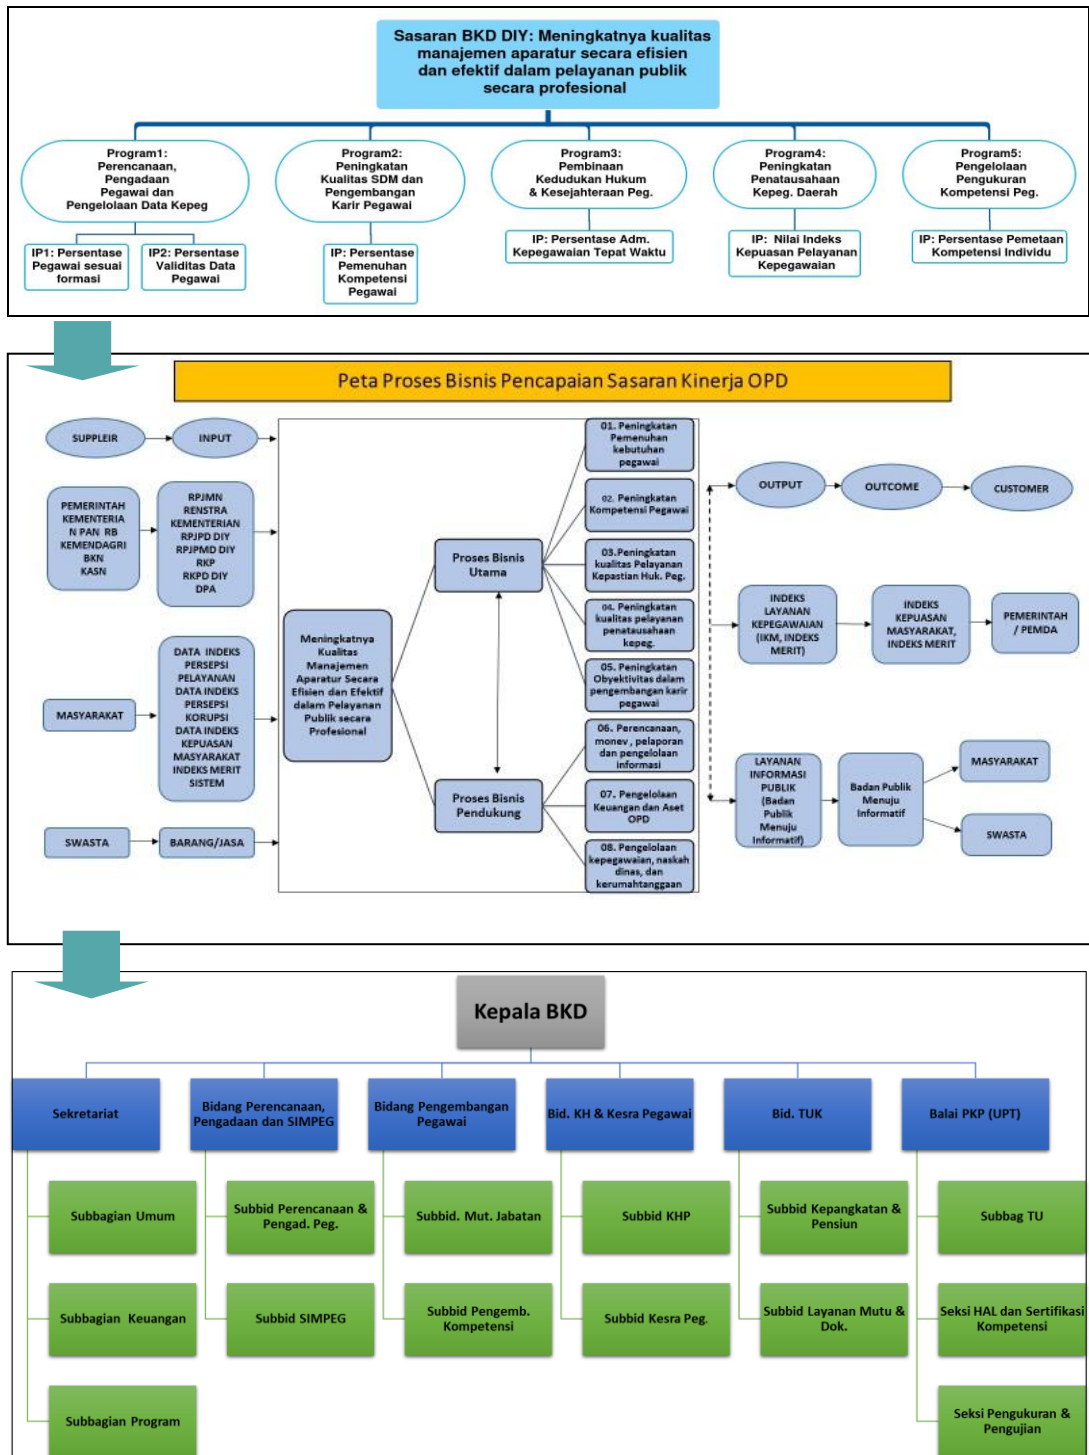 Sasaran BKD DIY: Meningkatnya kualitas
manajemen aparatur secara efisien
dan efektif dalam pelayanan publik
secara profesional
Program1:
Perencanaan,
Pengadaan
Pegawai dan
Pengelolaan Data Kepeg
Program2:
Peningkatan
Kualitas SDM dan
Pengembangan
Karir Pegawai
Program3:
Pembinaan
Kedudukan Hukum
& Kesejahteraan Peg.
Program4:
Peningkatan
Penatausahaan
Kepeg. Daerah
Program5:
Pengelolaan
Pengukuran
Kompetensi Peg.
IP1: Persentase
Pegawai sesuai
formasi
IP2: Persentase
Validitas Data
Pegawai
IP: Persentase
Pemenuhan
Kompetensi
Pegawai
IP: Persentase Adm.
Kepegawaian Tepat Waktu
IP: Nilai Indeks
Kepuasan Pelayanan
Kepegawaian
IP: Persentase Pemetaan
Kompetensi Individu
Peta Proses Bisnis Pencapaian Sasaran Kinerja OPD
SUPPLEIR
INPUT
PEMERINTAH
KEMENTERIA
N PAN RB
KEMENDAGRI
BKN
KASN
RPJMN
RENSTRA
KEMENTERIAN
RPJPD DIY
RPJPMD DIY
RKP
RKPD DIY
DPA
MASYARAKAT
DATA INDEKS
PERSEPSI
PELAYANAN
DATA INDEKS
PERSEPSI
KORUPSI
DATA INDEKS
KEPUASAN
MASYARAKAT
INDEKS MERIT
SISTEM
SWASTA
BARANG/JASA
Meningkatnya
Kualitas
Manajemen
Aparatur Secara
Efisien dan Efektif
dalam Pelayanan
Publik secara
Profesional
Proses Bisnis
Utama
Proses Bisnis
Pendukung
01. Peningkatan
Pemenuhan
kebutuhan
pegawai
02. Peningkatan
Kompetensi Pegawai
03.Peningkatan
kualitas Pelayanan
Kepastian Huk. Peg.
04. Peningkatan
kualitas pelayanan
penatausahaan
kepeg.
05. Peningkatan
Obyektivitas dalam
pengembangan karir
pegawai
06. Perencanaan,
monev , pelaporan
dan pengelolaan
informasi
07. Pengelolaan
Keuangan dan Aset
OPD
08. Pengelolaan
kepegawaian, naskah
dinas, dan
kerumahtanggaan
OUTPUT
OUTCOME
CUSTOMER
INDEKS
LAYANAN
KEPEGAWAIAN
(IKM, INDEKS
MERIT)
INDEKS
KEPUASAN
MASYARAKAT,
INDEKS MERIT
PEMERINTAH
/ PEMDA
LAYANAN
INFORMASI
PUBLIK
(Badan
Publik
Menuju
Informatif)
Badan Publik
Menuju
Informatif
MASYARAKAT
SWASTA
Kepala BKD
Sekretariat
Bidang Perencanaan,
Pengadaan dan SIMPEG
Bidang Pengembangan
Pegawai
Bid. KH & Kesra Pegawai
Bid. TUK
Balai PKP (UPT)
Subbagian Umum
Subbid Perencanaan &
Pengad. Peg.
Subbid. Mut. Jabatan
Subbid KHP
Subbid Kepangkatan &
Pensiun
Subbag TU
Subbagian Keuangan
Subbid SIMPEG
Subbid Pengemb.
Kompetensi
Subbid Kesra Peg.
Subbid Layanan Mutu &
Dok.
Seksi HAL dan Sertifikasi
Kompetensi
Subbagian Program
Seksi Pengukuran &
Pengujian